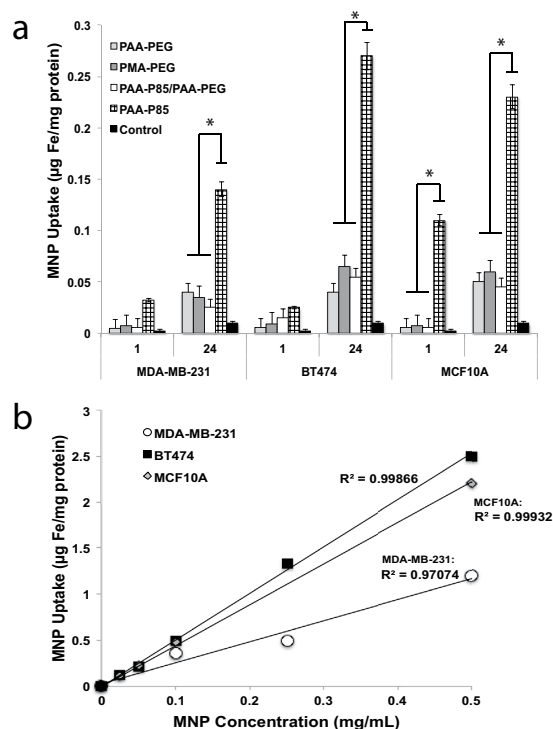 a
MNP Uptake (µg Fe/mg protein)
0.3
0.25
0.2
0.15
0.1
0.05
0
PAA-PEG
PMA-PEG
PAA-P85/PAA-PEG
PAA-P85
Control
*
*
*
*
1
24
1
24
1
24
MDA-MB-231
BT474
MCF10A
b
MNP Uptake (µg Fe/mg protein)
3
2.5
2
1.5
1
0.5
0
MDA-MB-231
BT474
MCF10A
R² = 0.99866
MCF10A:
R² = 0.99932
MDA-MB-231:
R² = 0.97074
0
0.1
0.2
0.3
0.4
0.5
MNP Concentration (mg/mL)